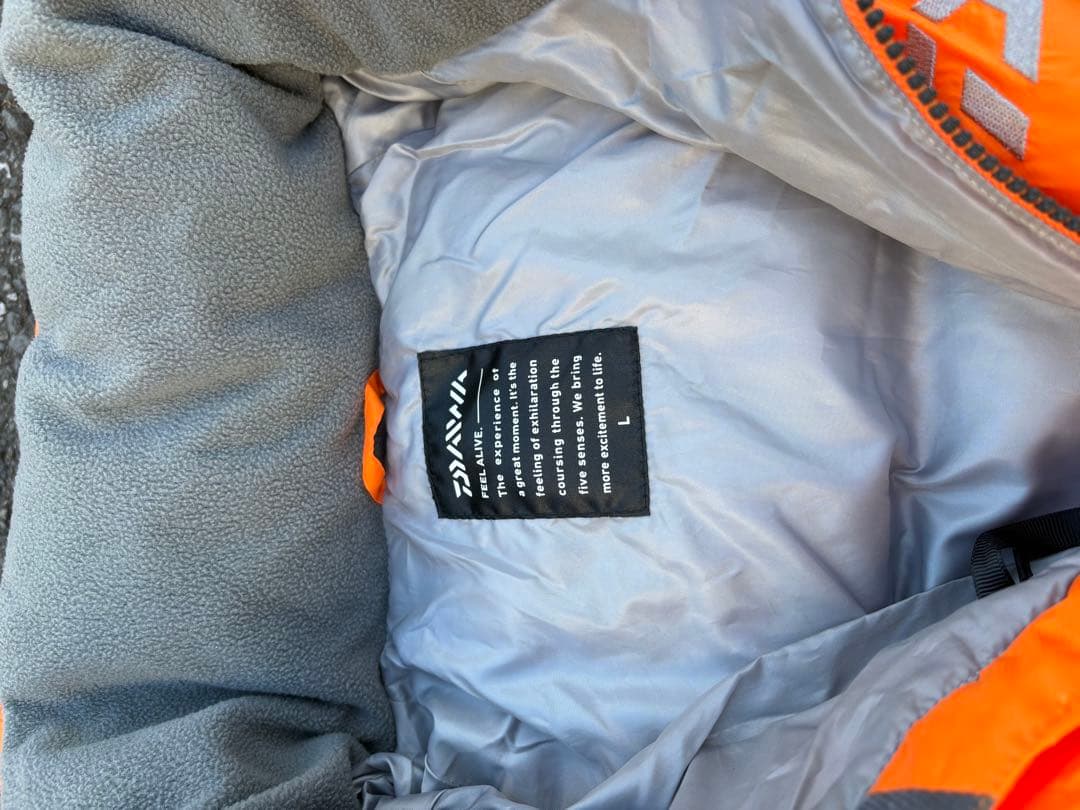 DAIWA
FEEL ALIVE.
The experience of
a great moment. It's the
feeling of exhilaration
coursing through the
five senses. We bring
more excitement to life.
L